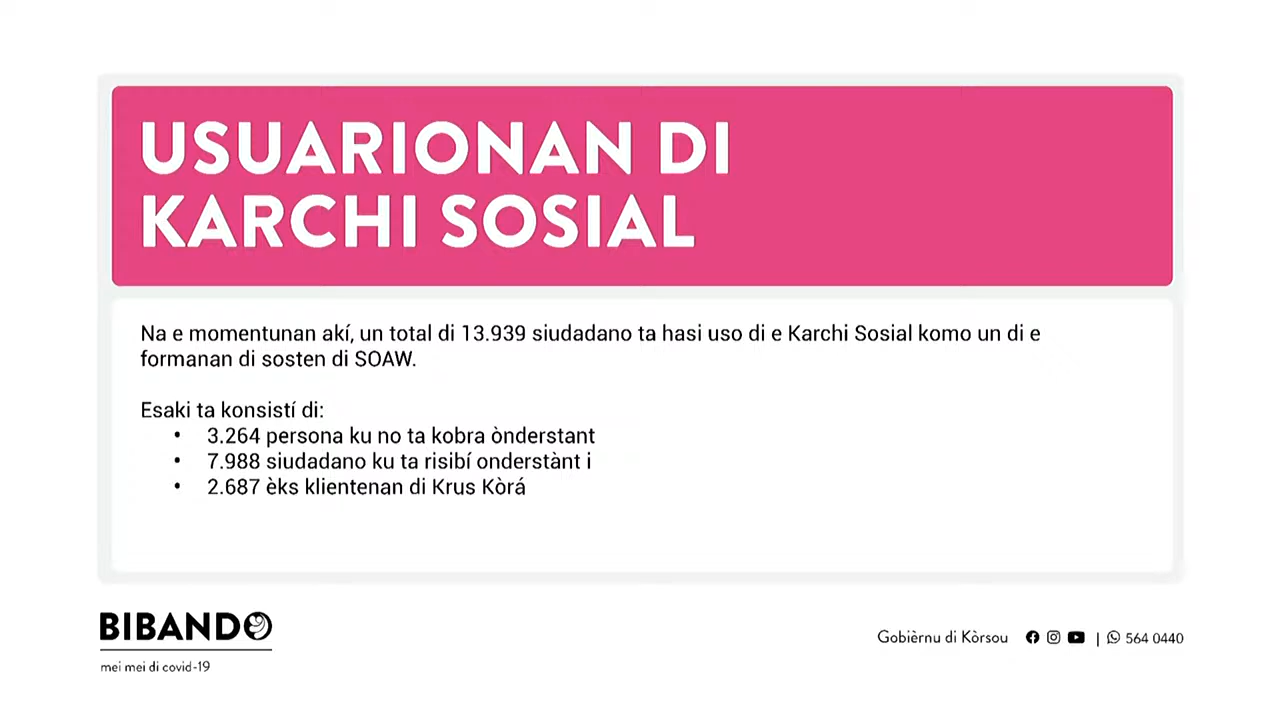 USUARIONAN DI
KARCHI SOSIAL
Na e momentunan akí, un total di 13.939 siudadano ta hasi uso di e Karchi Sosial komo un di e
formanan di sosten di SOAW.
Esaki ta konsistí di:
• 3.264 persona ku no ta kobra ònderstant
• 7.988 siudadano ku ta risibí onderstànt i
• 2.687 èks klientenan di Krus Kòrá
BIBANDO
mei mei di covid-19
Gobièrnu di Kòrsou | 564 0440